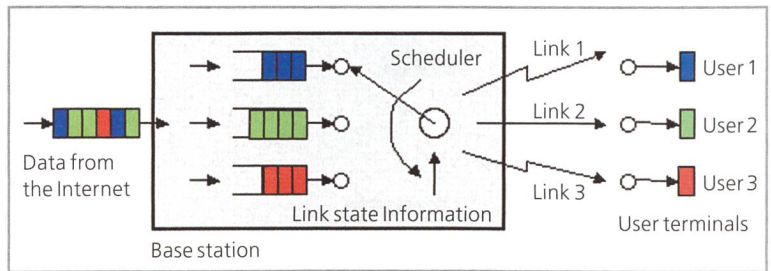 Scheduler
Link 1
User 1
Link 2
User 2
Data from
the Internet
Link 3
User 3
Link state Information
User terminals
Base station